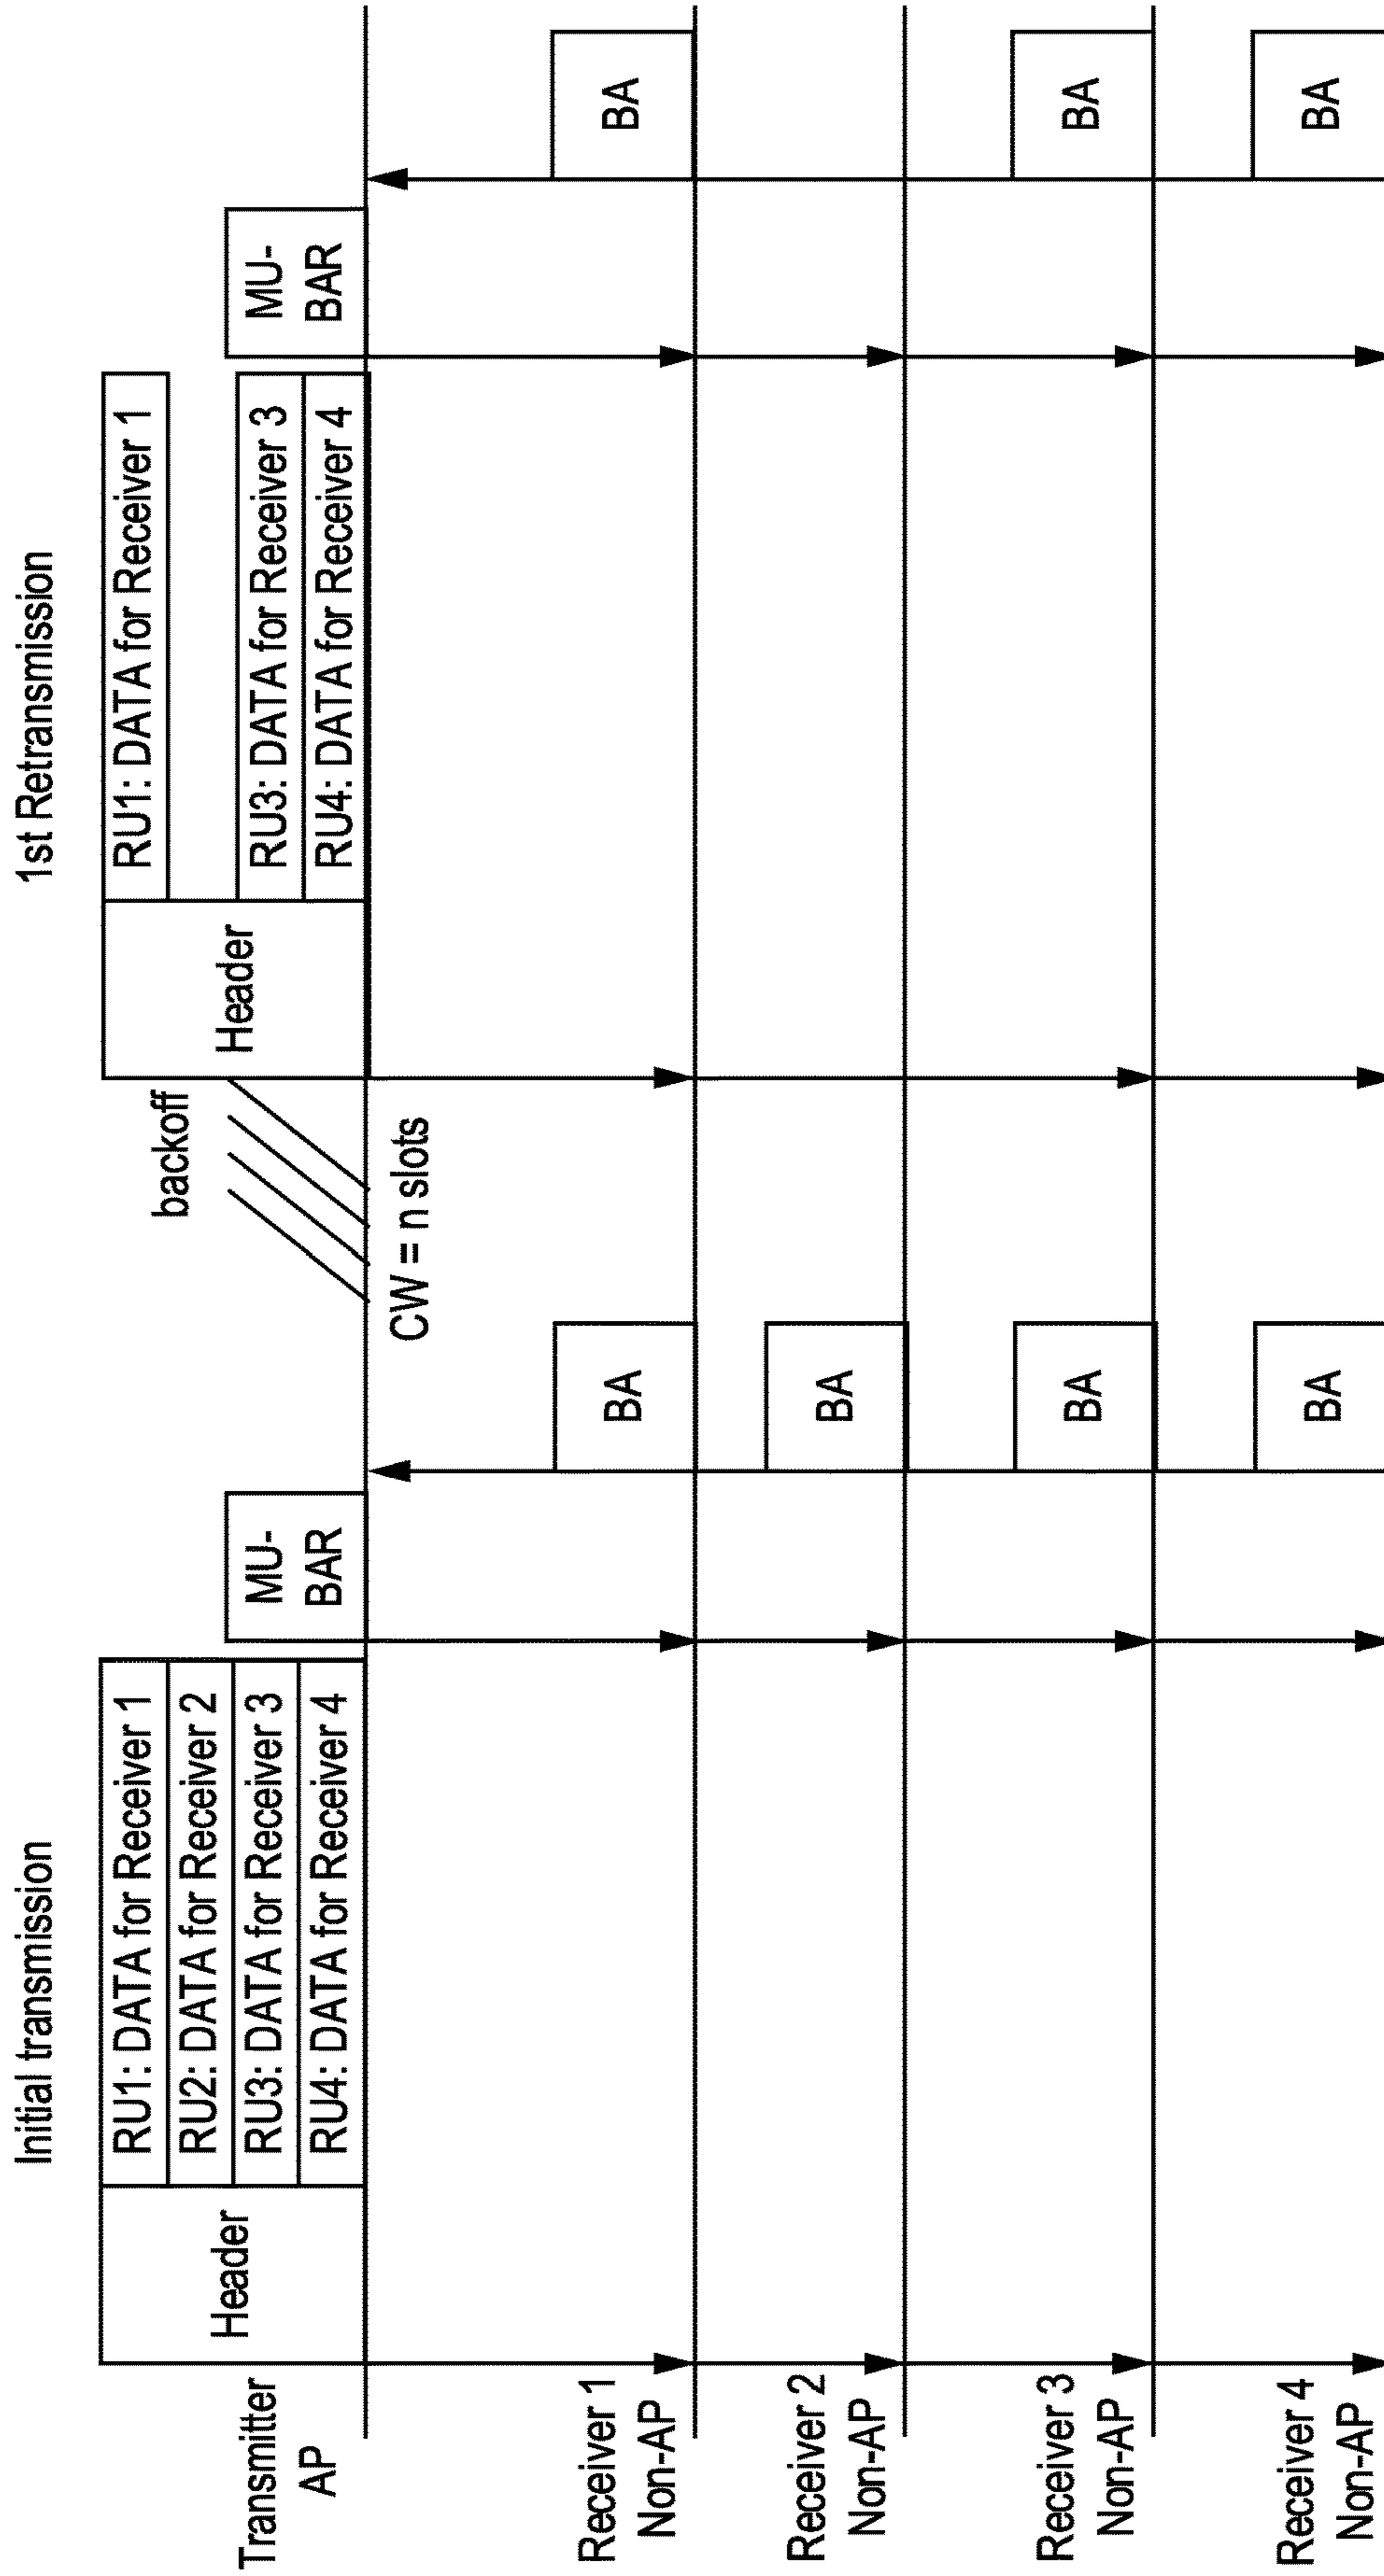 Initial transmission
1st Retransmission
Transmitter
AP
Header
RU1: DATA for Receiver 1
RU2: DATA for Receiver 2
RU3: DATA for Receiver 3
RU4: DATA for Receiver 4
MU-
BAR
backoff
CW = n slots
Header
RU1: DATA for Receiver 1
RU3: DATA for Receiver 3
RU4: DATA for Receiver 4
MU-
BAR
Receiver 1
Non-AP
BA
BA
Receiver 2
Non-AP
BA
Receiver 3
Non-AP
BA
BA
Receiver 4
Non-AP
BA
BA